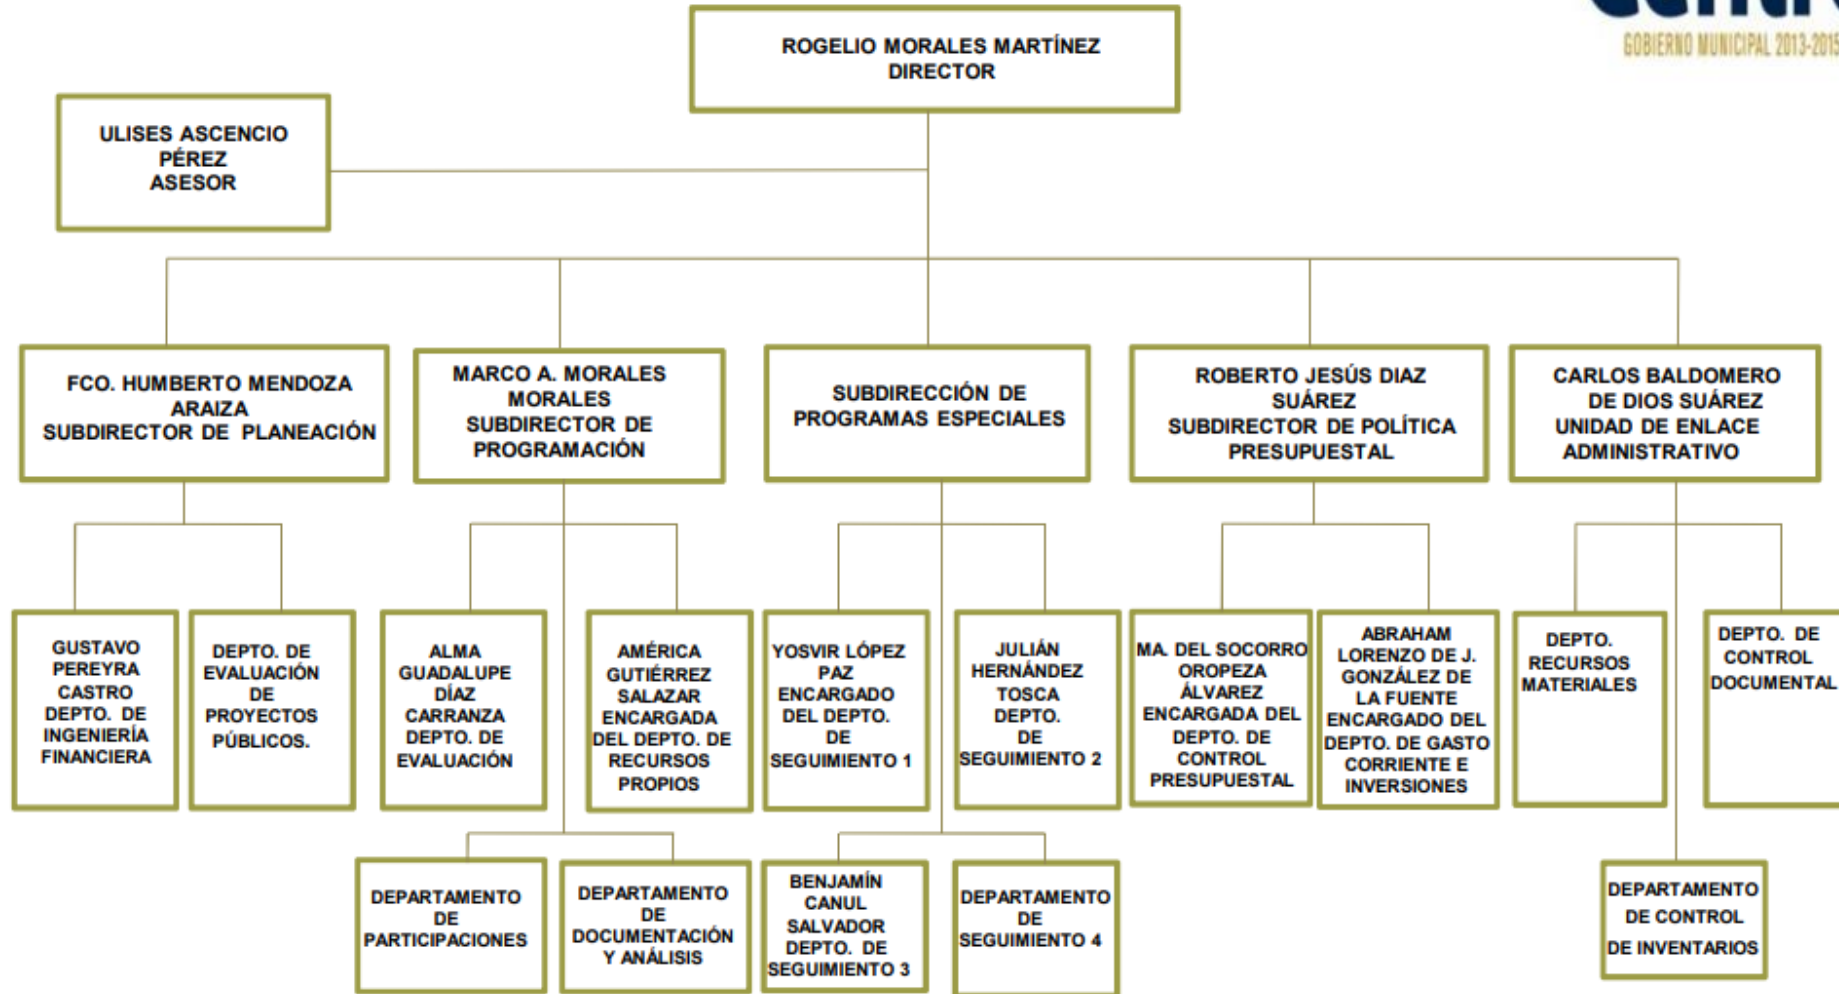 GOBIERNO MUNICIPAL 2013-2015
ROGELIO MORALES MARTÍNEZ
DIRECTOR
ULISES ASCENCIO
PÉREZ
ASESOR
FCO. HUMBERTO MENDOZA
ARAIZA
SUBDIRECTOR DE PLANEACIÓN
MARCO A. MORALES
MORALES
SUBDIRECTOR DE
PROGRAMACIÓN
SUBDIRECCIÓN DE
PROGRAMAS ESPECIALES
ROBERTO JESÚS DIAZ
SUÁREZ
SUBDIRECTOR DE POLÍTICA
PRESUPUESTAL
CARLOS BALDOMERO
DE DIOS SUÁREZ
UNIDAD DE ENLACE
ADMINISTRATIVO
GUSTAVO
PEREYRA
CASTRO
DEPTO. DE
INGENIERÍA
FINANCIERA
DEPTO. DE
EVALUACIÓN
DE
PROYECTOS
PÚBLICOS.
ALMA
GUADALUPE
DÍAZ
CARRANZA
DEPTO. DE
EVALUACIÓN
AMÉRICA
GUTIÉRREZ
SALAZAR
ENCARGADA
DEL DEPTO. DE
RECURSOS
PROPIOS
YOSVIR LÓPEZ
PAZ
ENCARGADO
DEL DEPTO.
DE
SEGUIMIENTO 1
JULIÁN
HERNÁNDEZ
TOSCA
DEPTO.
DE
SEGUIMIENTO 2
MA. DEL SOCORRO
OROPEZA
ÁLVAREZ
ENCARGADA DEL
DEPTO. DE
CONTROL
PRESUPUESTAL
ABRAHAM
LORENZO DE J.
GONZÁLEZ DE
LA FUENTE
ENCARGADO DEL
DEPTO. DE GASTO
CORRIENTE E
INVERSIONES
DEPTO.
RECURSOS
MATERIALES
DEPTO. DE
CONTROL
DOCUMENTAL
DEPARTAMENTO
DE
PARTICIPACIONES
DEPARTAMENTO
DE
DOCUMENTACIÓN
Y ANÁLISIS
BENJAMÍN
CANUL
SALVADOR
DEPTO. DE
SEGUIMIENTO 3
DEPARTAMENTO
DE
SEGUIMIENTO 4
DEPARTAMENTO
DE CONTROL
DE INVENTARIOS